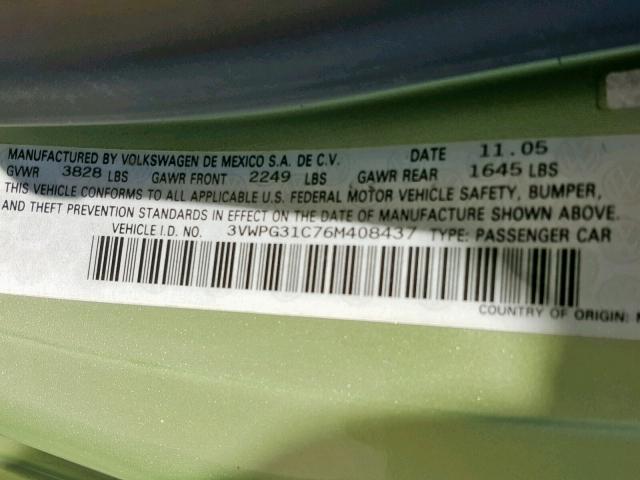 MANUFACTURED BY VOLKSWAGEN DE MEXICO S.A. DE C.V. DATE 11.05
GVWR 3828 LBS GAWR FRONT 2249 LBS GAWR REAR 1645 LBS
THIS VEHICLE CONFORMS TO ALL APPLICABLE U.S. FEDERAL MOTOR VEHICLE SAFETY, BUMPER,
AND THEFT PREVENTION STANDARDS IN EFFECT ON THE DATE OF MANUFACTURE SHOWN ABOVE.
VEHICLE I.D. NO. 3VWPG31C76M408437 TYPE: PASSENGER CAR
COUNTRY OF ORIGIN: